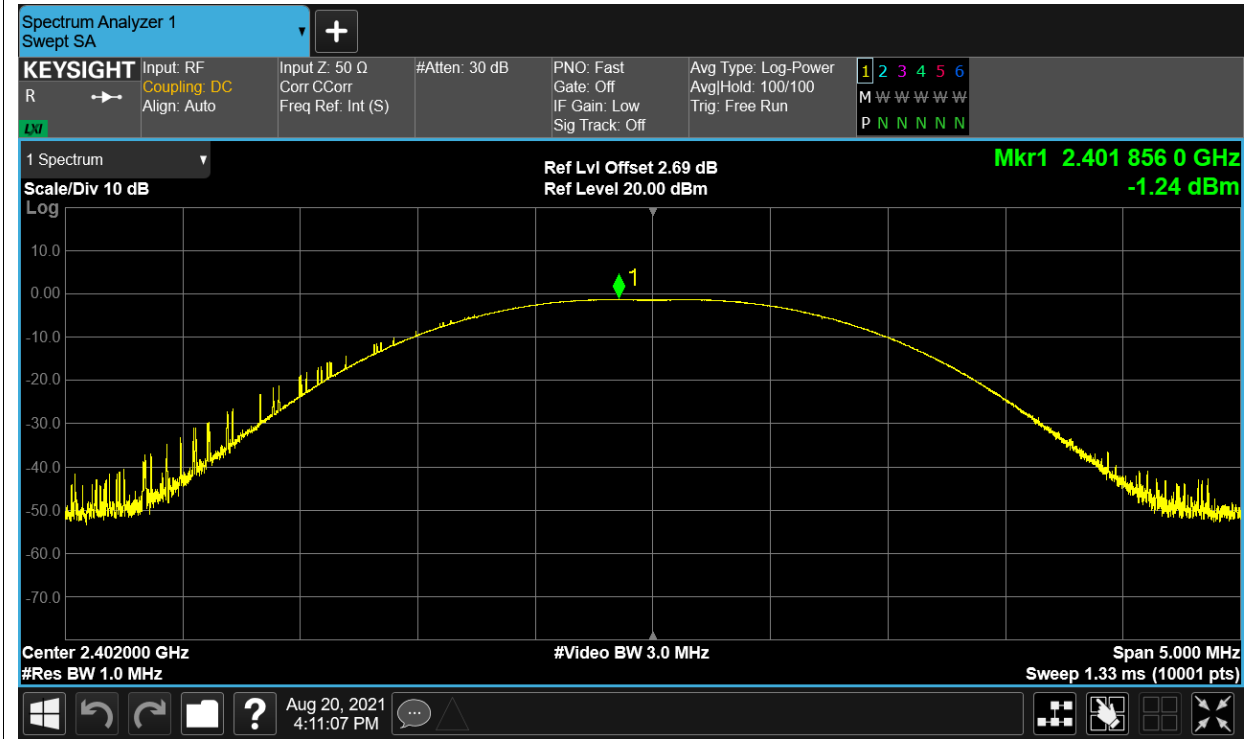 Spectrum Analyzer 1
Swept SA
KEYSIGHT
R
LXI
Input: RF
Coupling: DC
Align: Auto
Input Z: 50 Ω
Corr CCorr
Freq Ref: Int (S)
#Atten: 30 dB
PNO: Fast
Gate: Off
IF Gain: Low
Sig Track: Off
Avg Type: Log-Power
Avg|Hold: 100/100
Trig: Free Run
1 2 3 4 5 6
M W W W W W
P N N N N N
1 Spectrum
Scale/Div 10 dB
Log
Ref Lvl Offset 2.69 dB
Ref Level 20.00 dBm
Mkr1 2.401 856 0 GHz
-1.24 dBm
10.0
0.00
-10.0
-20.0
-30.0
-40.0
-50.0
-60.0
-70.0
1
Center 2.402000 GHz
#Video BW 3.0 MHz
Span 5.000 MHz
#Res BW 1.0 MHz
Sweep 1.33 ms (10001 pts)
?
Aug 20, 2021
4:11:07 PM